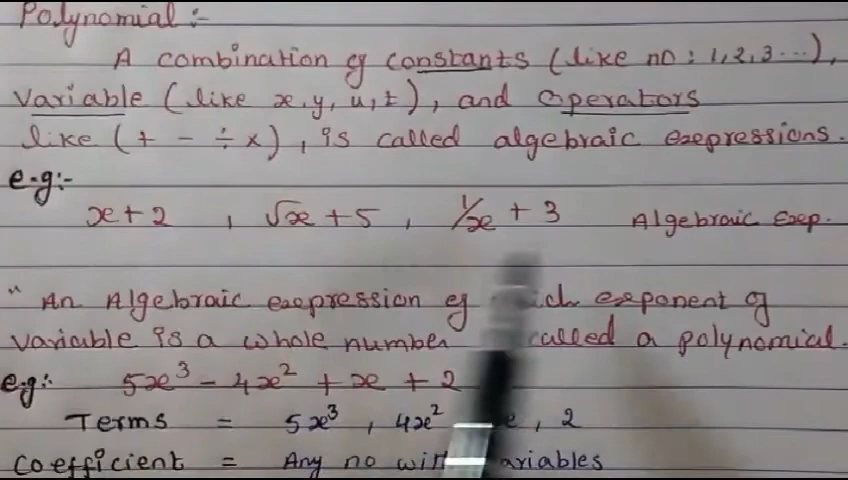 Polynomial :-
A combination of constants (like no : 1,2,3 ...),
variable (like x,y,u,t), and operators
like (+ - ÷ x), is called algebraic expressions.
e.g:-
x+2 , √x +5 , 1/x + 3 Algebraic Exp.
" An Algebraic expression of exponent of
variable is a whole number called a polynomial.
e.g:- 5x³ - 4x² + x + 2
Terms = 5x³ , 4x² , 2
Coefficient = Any no